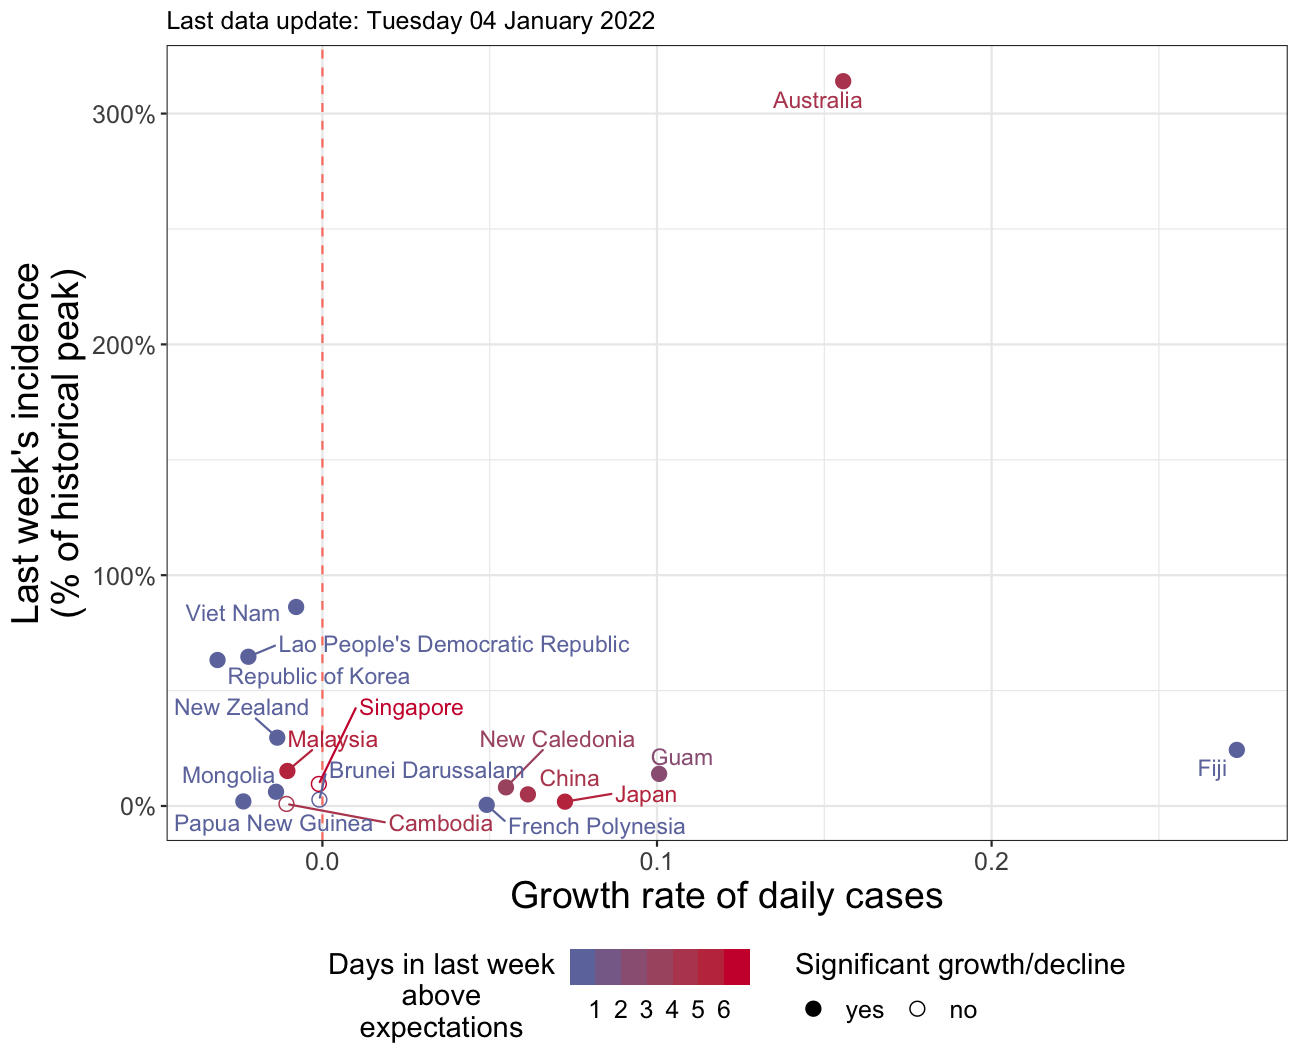 Last data update: Tuesday 04 January 2022
Last week's incidence
(% of historical peak)
300%
200%
100%
0%
Australia
Viet Nam
Lao People's Democratic Republic
Republic of Korea
New Zealand
Singapore
Malaysia
New Caledonia
Guam
Fiji
Mongolia
Brunei Darussalam
China
Japan
Papua New Guinea
Cambodia
French Polynesia
0.0
0.1
0.2
Growth rate of daily cases
Days in last week
above
expectations
1 2 3 4 5 6
Significant growth/decline
yes
no